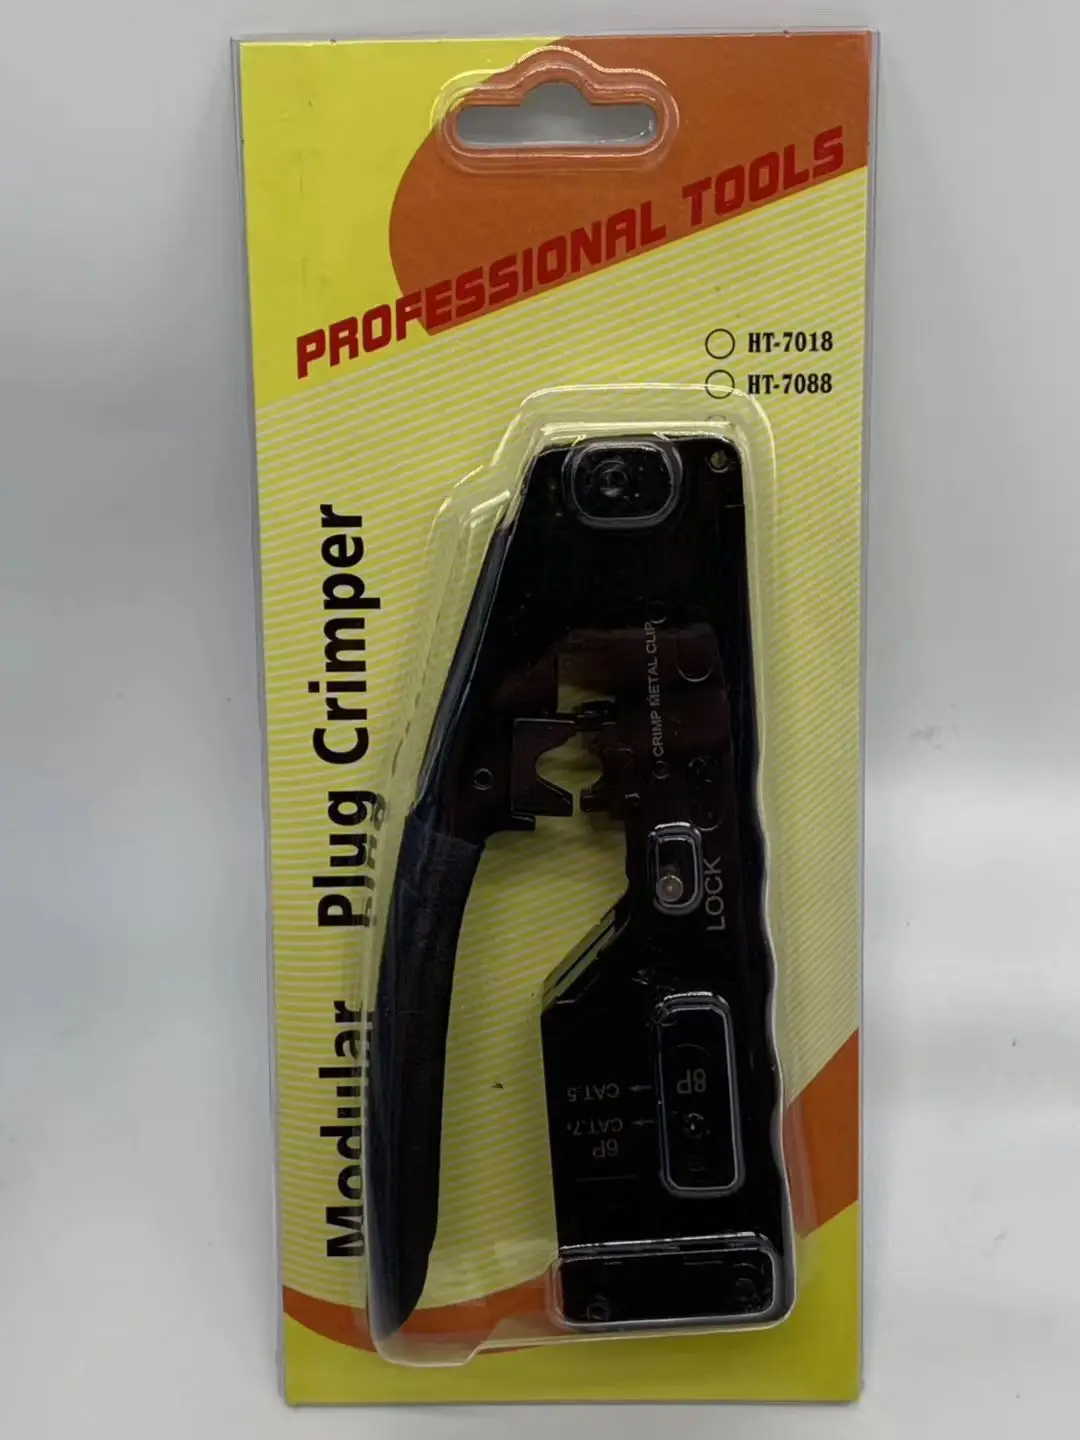 PROFESSIONAL TOOLS
HT-7018
HT-7088
Modular Plug Crimper
CRIMP METAL CLIP
LOCK
8P
CAT.5
CAT.7
6P